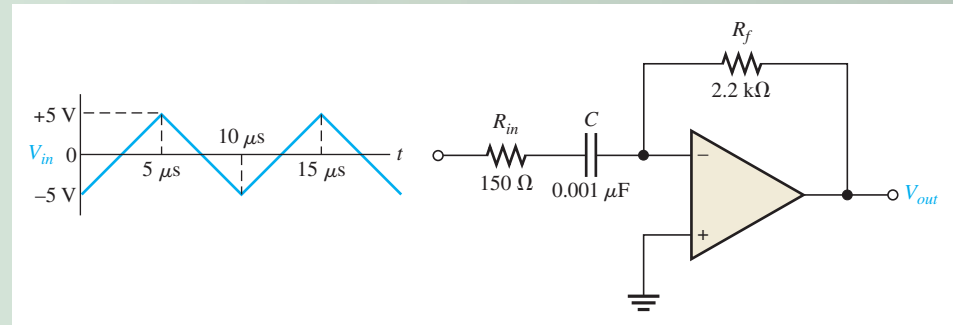 +5 V
V_in 0
–5 V
5 μs
10 μs
15 μs
t
R_in
150 Ω
C
0.001 μF
R_f
2.2 kΩ
–
+
V_out